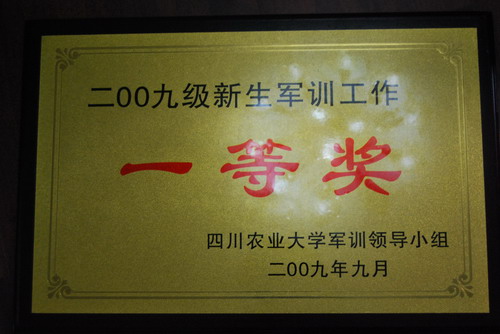 二00九级新生军训工作
一等奖
四川农业大学军训领导小组
二00九年九月